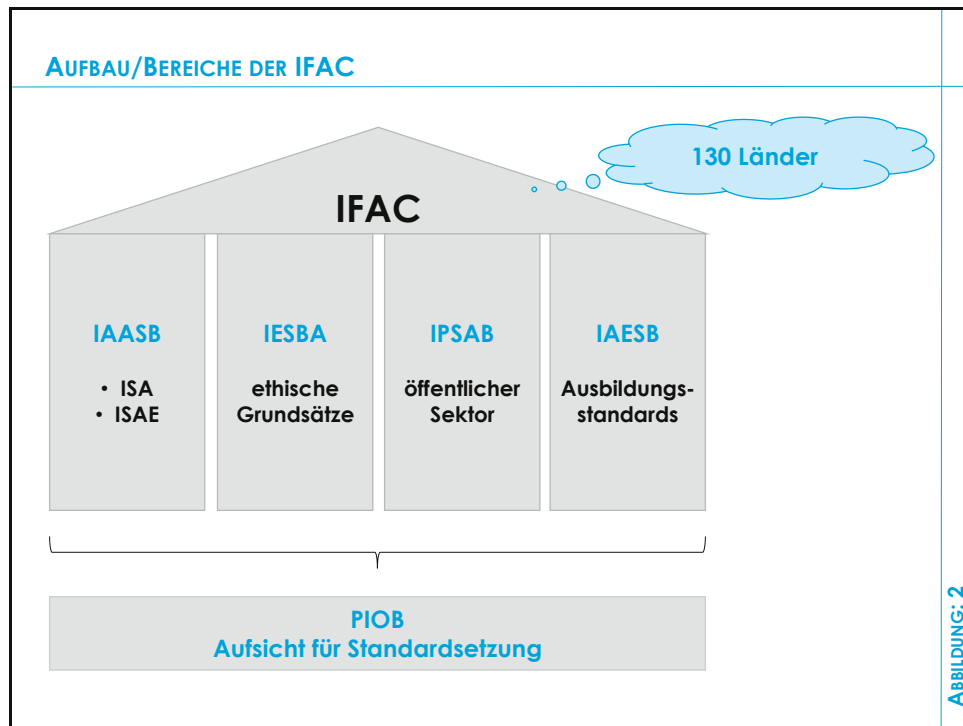 AUFBAU/BEREICHE DER IFAC
130 Länder
IFAC
IAASB
• ISA
• ISAE
IESBA
ethische
Grundsätze
IPSAB
öffentlicher
Sektor
IAESB
Ausbildungs-
standards
PIOB
Aufsicht für Standardsetzung
ABBILDUNG: 2